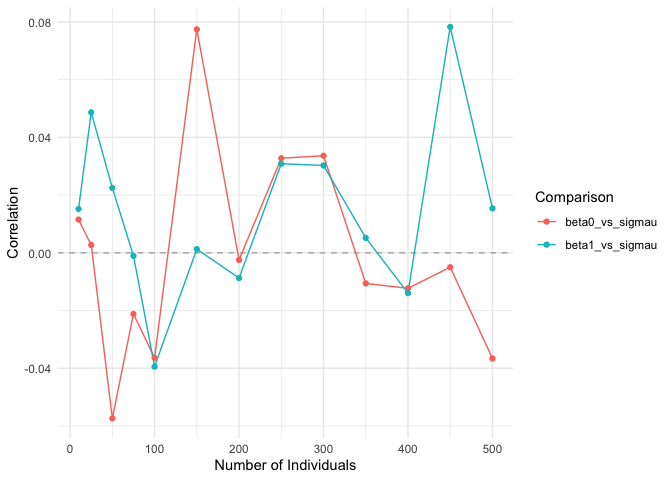 0.08
0.04
0.00
-0.04
Correlation
0 100 200 300 400 500
Number of Individuals
Comparison
beta0_vs_sigmau
beta1_vs_sigmau